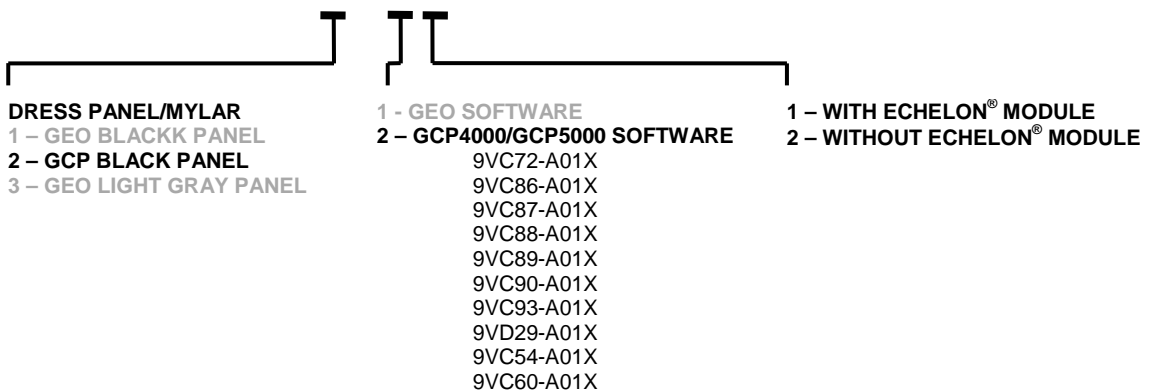 DRESS PANEL/MYLAR
1 – GEO BLACKK PANEL
2 – GCP BLACK PANEL
3 – GEO LIGHT GRAY PANEL
1 - GEO SOFTWARE
2 – GCP4000/GCP5000 SOFTWARE
9VC72-A01X
9VC86-A01X
9VC87-A01X
9VC88-A01X
9VC89-A01X
9VC90-A01X
9VC93-A01X
9VD29-A01X
9VC54-A01X
9VC60-A01X
1 – WITH ECHELON® MODULE
2 – WITHOUT ECHELON® MODULE